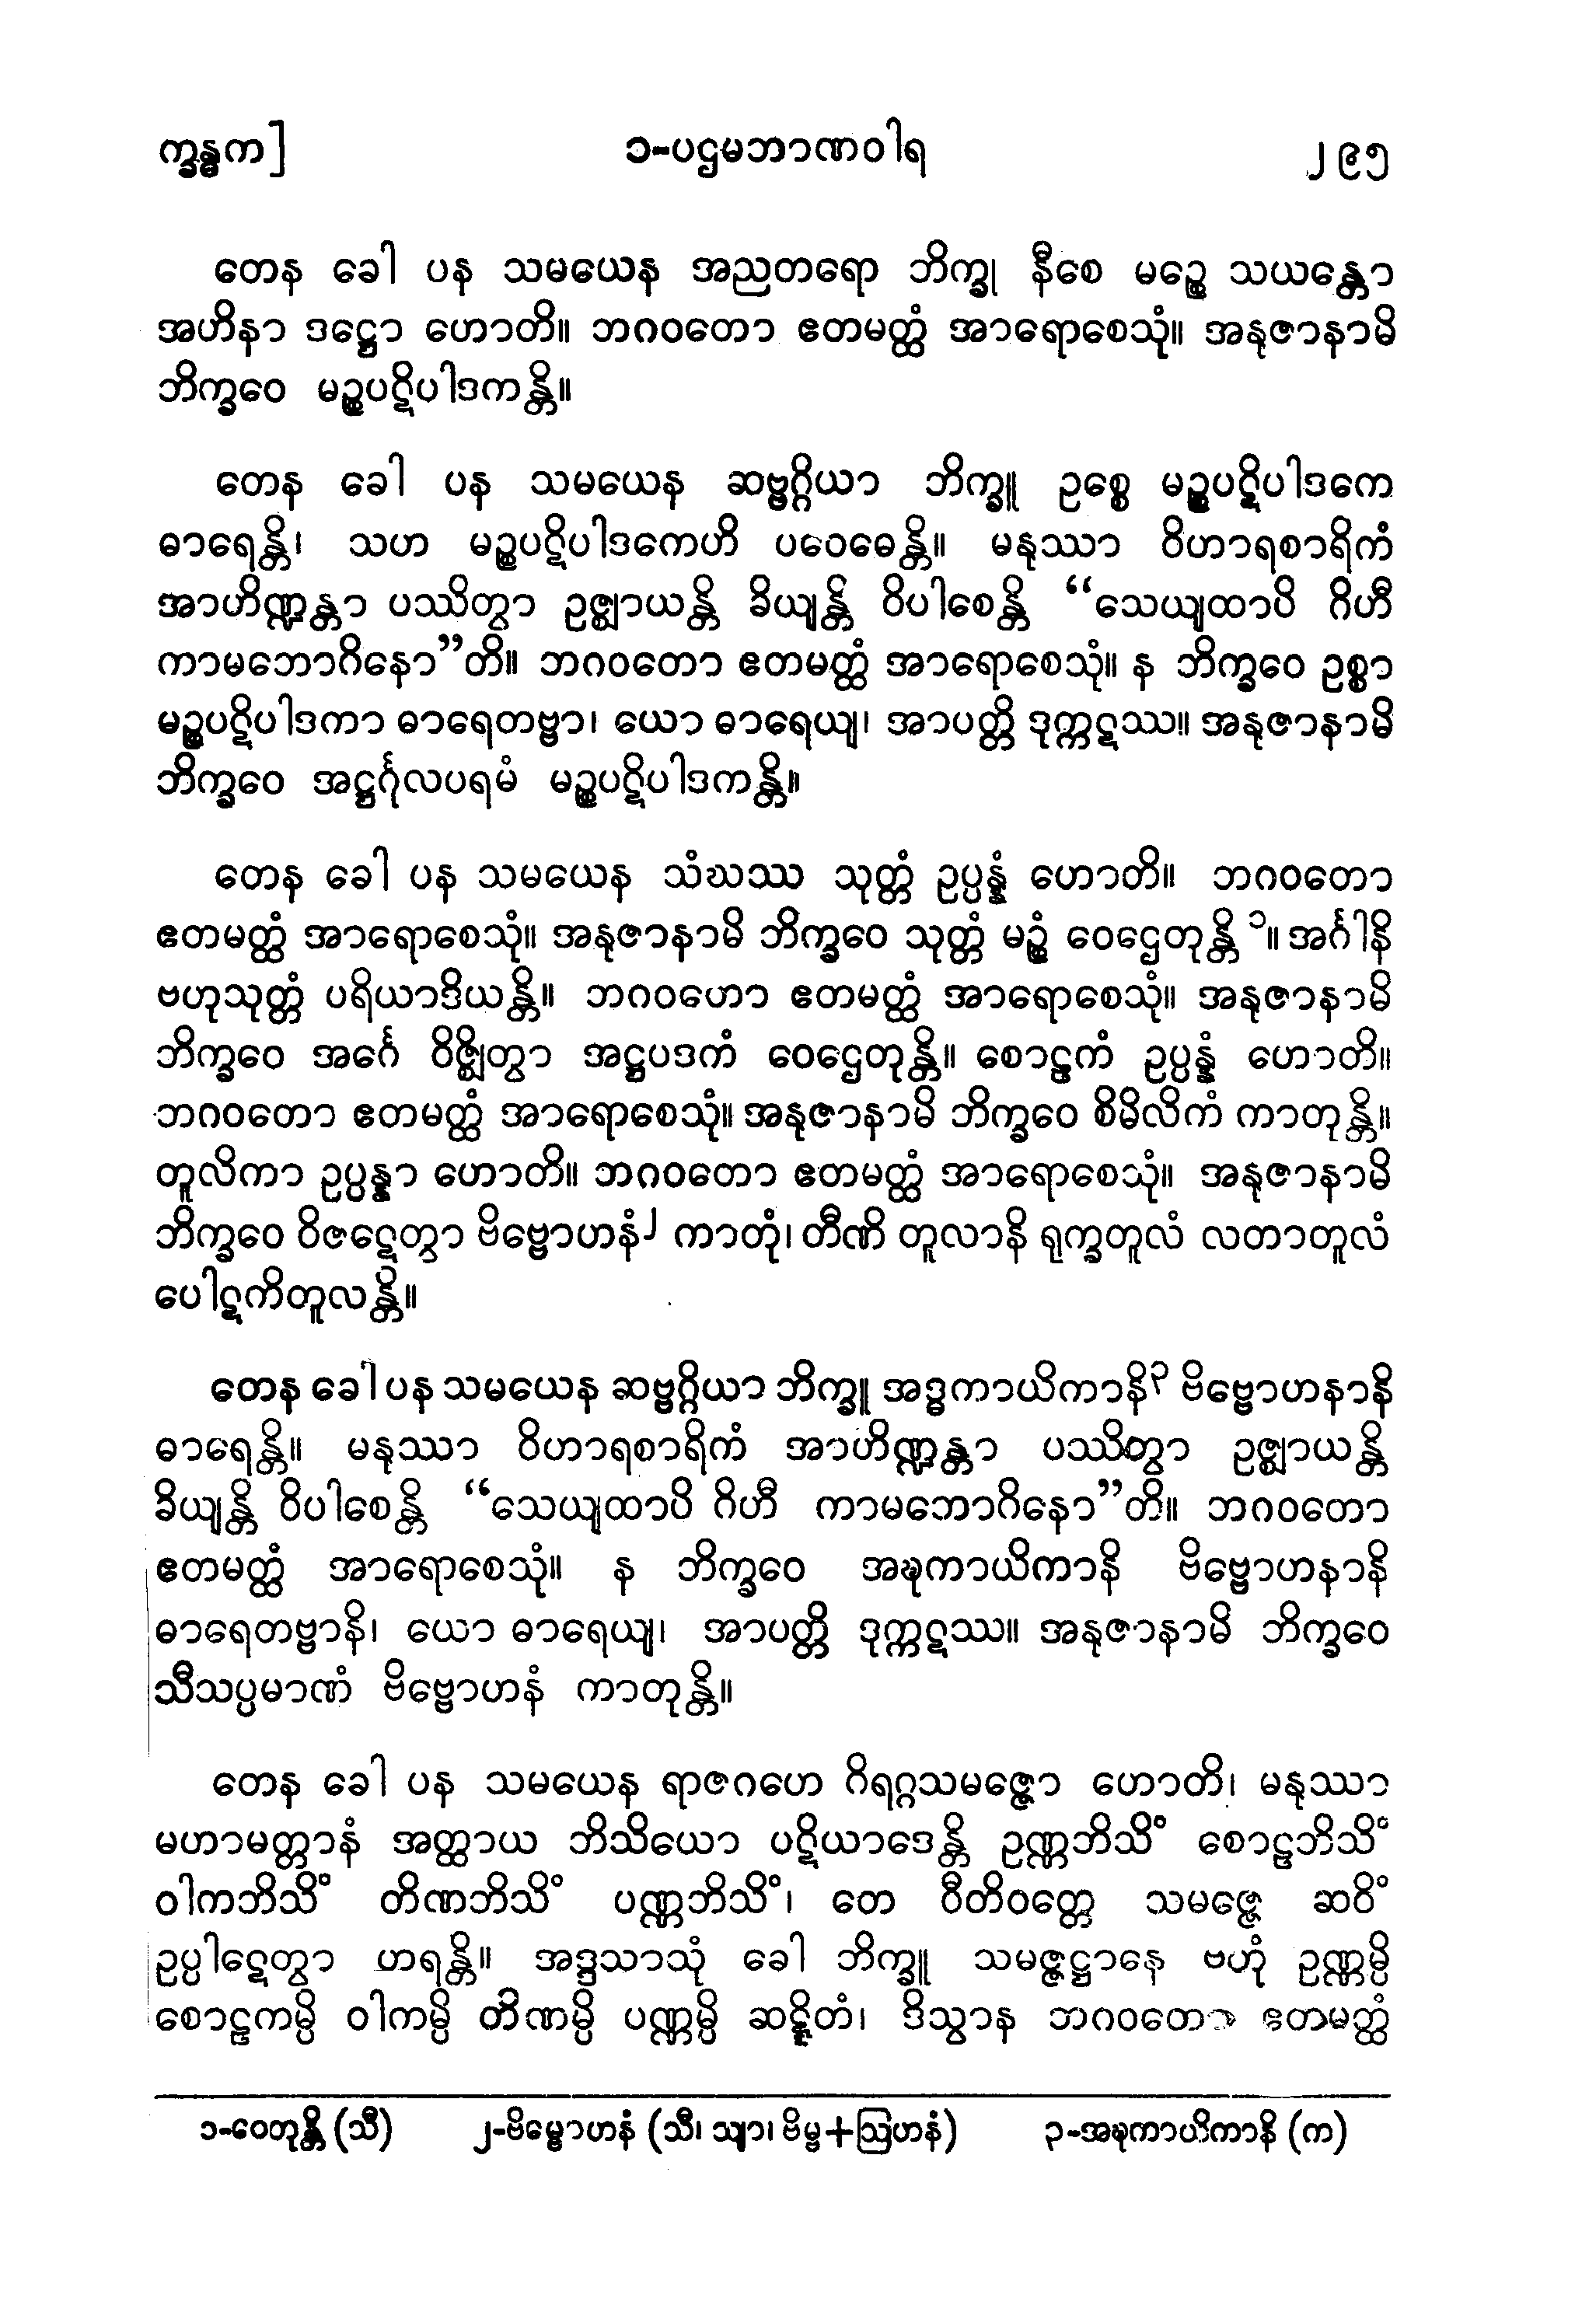 က္ခန္ဓက]
၁-ပဌမဘာဏဝါရ
၂၉၅
တေန ခေါ ပန သမယေန အညတရော ဘိက္ခု နီစေ မဉ္စေ သယန္တော
အဟိနာ ဒဋ္ဌော ဟောတိ။ ဘဂဝတော ဧတမတ္ထံ အာရောစေသုံ။ အနုဇာနာမိ
ဘိက္ခဝေ မဉ္စပဋိပါဒကန္တိ။
တေန ခေါ ပန သမယေန ဆဗ္ဗဂ္ဂိယာ ဘိက္ခူ ဥစ္စေ မဉ္စပဋိပါဒကေ
ဓာရေန္တိ၊ သဟ မဉ္စပဋိပါဒကေဟိ ပဝေဓေန္တိ။ မနုဿာ ဝိဟာရစာရိကံ
အာဟိဏ္ဍန္တာ ပဿိတွာ ဥဇ္ဈာယန္တိ ခိယျန္တိ ဝိပါစေန္တိ “သေယျထာပိ ဂိဟီ
ကာမဘောဂိနော”တိ။ ဘဂဝတော ဧတမတ္ထံ အာရောစေသုံ။ န ဘိက္ခဝေ ဥစ္စာ
မဉ္စပဋိပါဒကာ ဓာရေတဗ္ဗာ၊ ယော ဓာရေယျ၊ အာပတ္တိ ဒုက္ကဋဿ။ အနုဇာနာမိ
ဘိက္ခဝေ အဋ္ဌင်္ဂုလပရမံ မဉ္စပဋိပါဒကန္တိ။
တေန ခေါ ပန သမယေန သံဃဿ သုတ္တံ ဥပ္ပန္နံ ဟောတိ။ ဘဂဝတော
ဧတမတ္ထံ အာရောစေသုံ။ အနုဇာနာမိ ဘိက္ခဝေ သုတ္တံ မဉ္စံ ဝေဌေတုန္တိ ၁။ အင်္ဂါနိ
ဗဟုသုတ္တံ ပရိယာဒိယန္တိ။ ဘဂဝဟော ဧတမတ္ထံ အာရောစေသုံ။ အနုဇာနာမိ
ဘိက္ခဝေ အင်္ဂေ ဝိဇ္ဈိတွာ အဋ္ဌပဒကံ ဝေဌေတုန္တိ။ စောဠကံ ဥပ္ပန္နံ ဟောတိ။
ဘဂဝတော ဧတမတ္ထံ အာရောစေသုံ။ အနုဇာနာမိ ဘိက္ခဝေ စိမိလိကံ ကာတုန္တိ။
တူလိကာ ဥပ္ပန္နာ ဟောတိ။ ဘဂဝတော ဧတမတ္ထံ အာရောစေသုံ။ အနုဇာနာမိ
ဘိက္ခဝေ ဝိဇဋေတွာ ဗိဗ္ဗောဟနံ၂ ကာတုံ၊ တီဏိ တူလာနိ ရုက္ခတူလံ လတာတူလံ
ပေါဋကိတူလန္တိ။
တေန ခေါ ပန သမယေန ဆဗ္ဗဂ္ဂိယာ ဘိက္ခူ အဒ္ဓကာယိကာနိ၃ ဗိဗ္ဗောဟနာနိ
ဓာရေန္တိ။ မနုဿာ ဝိဟာရစာရိကံ အာဟိဏ္ဍန္တာ ပဿိတွာ ဥဇ္ဈာယန္တိ
ခိယျန္တိ ဝိပါစေန္တိ “သေယျထာပိ ဂိဟီ ကာမဘောဂိနော”တိ။ ဘဂဝတော
ဧတမတ္ထံ အာရောစေသုံ။ န ဘိက္ခဝေ အဍ္ဎကာယိကာနိ ဗိဗ္ဗောဟနာနိ
ဓာရေတဗ္ဗာနိ၊ ယော ဓာရေယျ၊ အာပတ္တိ ဒုက္ကဋဿ။ အနုဇာနာမိ ဘိက္ခဝေ
သီသပ္ပမာဏံ ဗိဗ္ဗောဟနံ ကာတုန္တိ။
တေန ခေါ ပန သမယေန ရာဇဂဟေ ဂိရဂ္ဂသမဇ္ဇော ဟောတိ၊ မနုဿာ
မဟာမတ္တာနံ အတ္ထာယ ဘိသိယော ပဋိယာဒေန္တိ ဥဏ္ဏဘိသိံ စောဠဘိသိံ
ဝါကဘိသိံ တိဏဘိသိံ ပဏ္ဏဘိသိံ၊ တေ ဝီတိဝတ္တေ သမဇ္ဇေ ဆဝိံ
ဥပ္ပါဋေတွာ ဟရန္တိ။ အဒ္ဒသာသုံ ခေါ ဘိက္ခူ သမဇ္ဇဋ္ဌာနေ ဗဟုံ ဥဏ္ဏမ္ပိ
စောဠကမ္ပိ ဝါကမ္ပိ တိဏမ္ပိ ပဏ္ဏမ္ပိ ဆဋ္ဋိတံ၊ ဒိသွာန ဘဂဝတော ဧတမတ္ထံ
၁-ဝေတုန္တိ (သီ)
၂-ဗိမ္ဗောဟနံ (သီ၊ သျာ၊ ဗိမ္ဗ+ဩဟနံ)
၃-အဍ္ဎကာယိကာနိ (က)